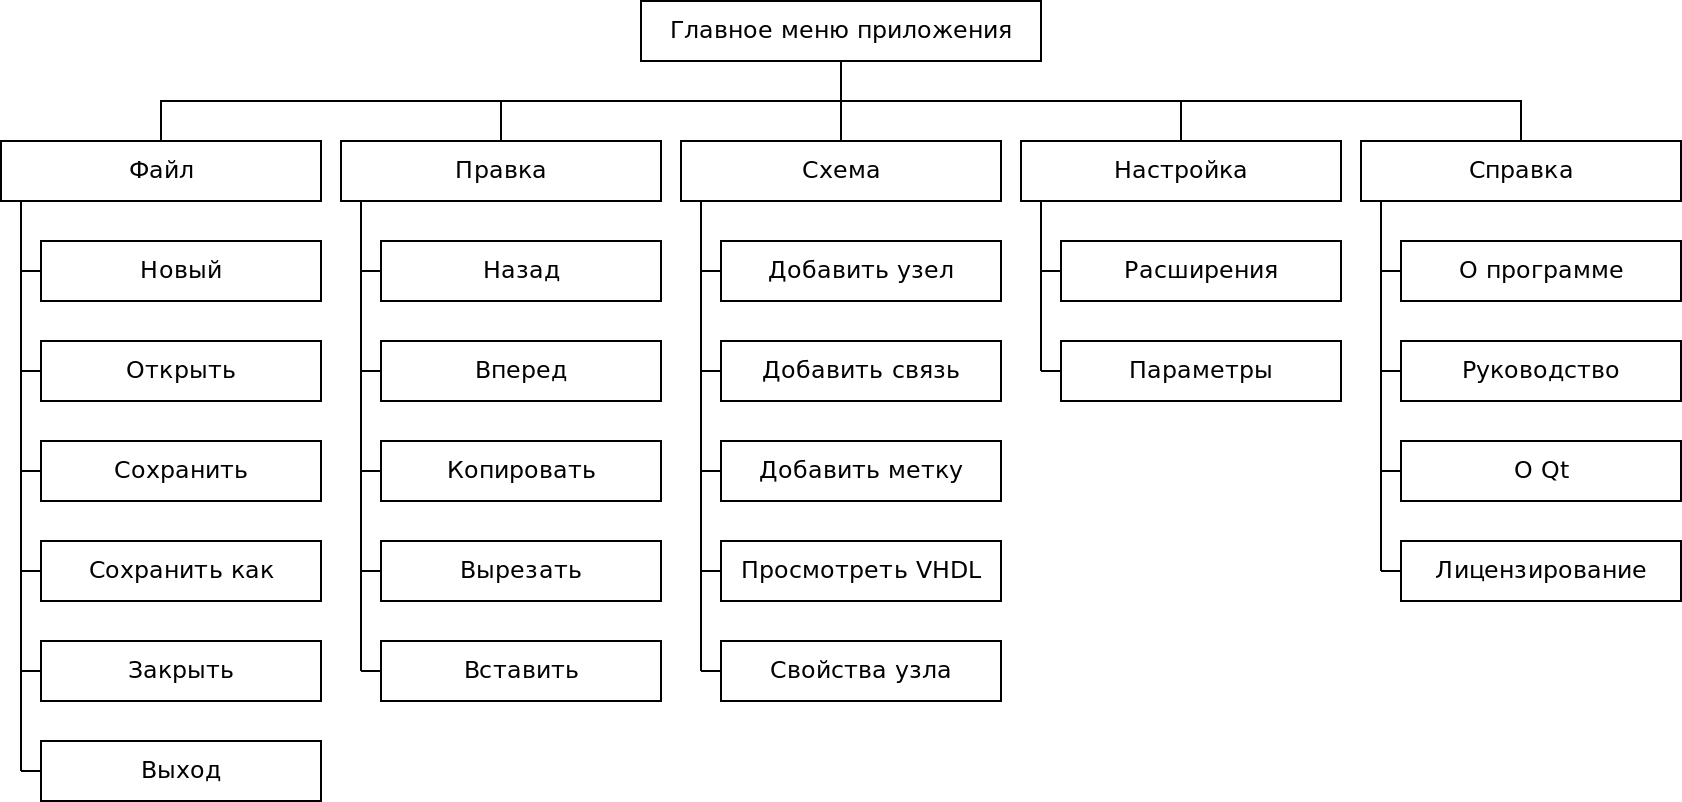 Главное меню приложения
Файл
Новый
Открыть
Сохранить
Сохранить как
Закрыть
Выход
Правка
Назад
Вперед
Копировать
Вырезать
Вставить
Схема
Добавить узел
Добавить связь
Добавить метку
Просмотреть VHDL
Свойства узла
Настройка
Расширения
Параметры
Справка
О программе
Руководство
О Qt
Лицензирование